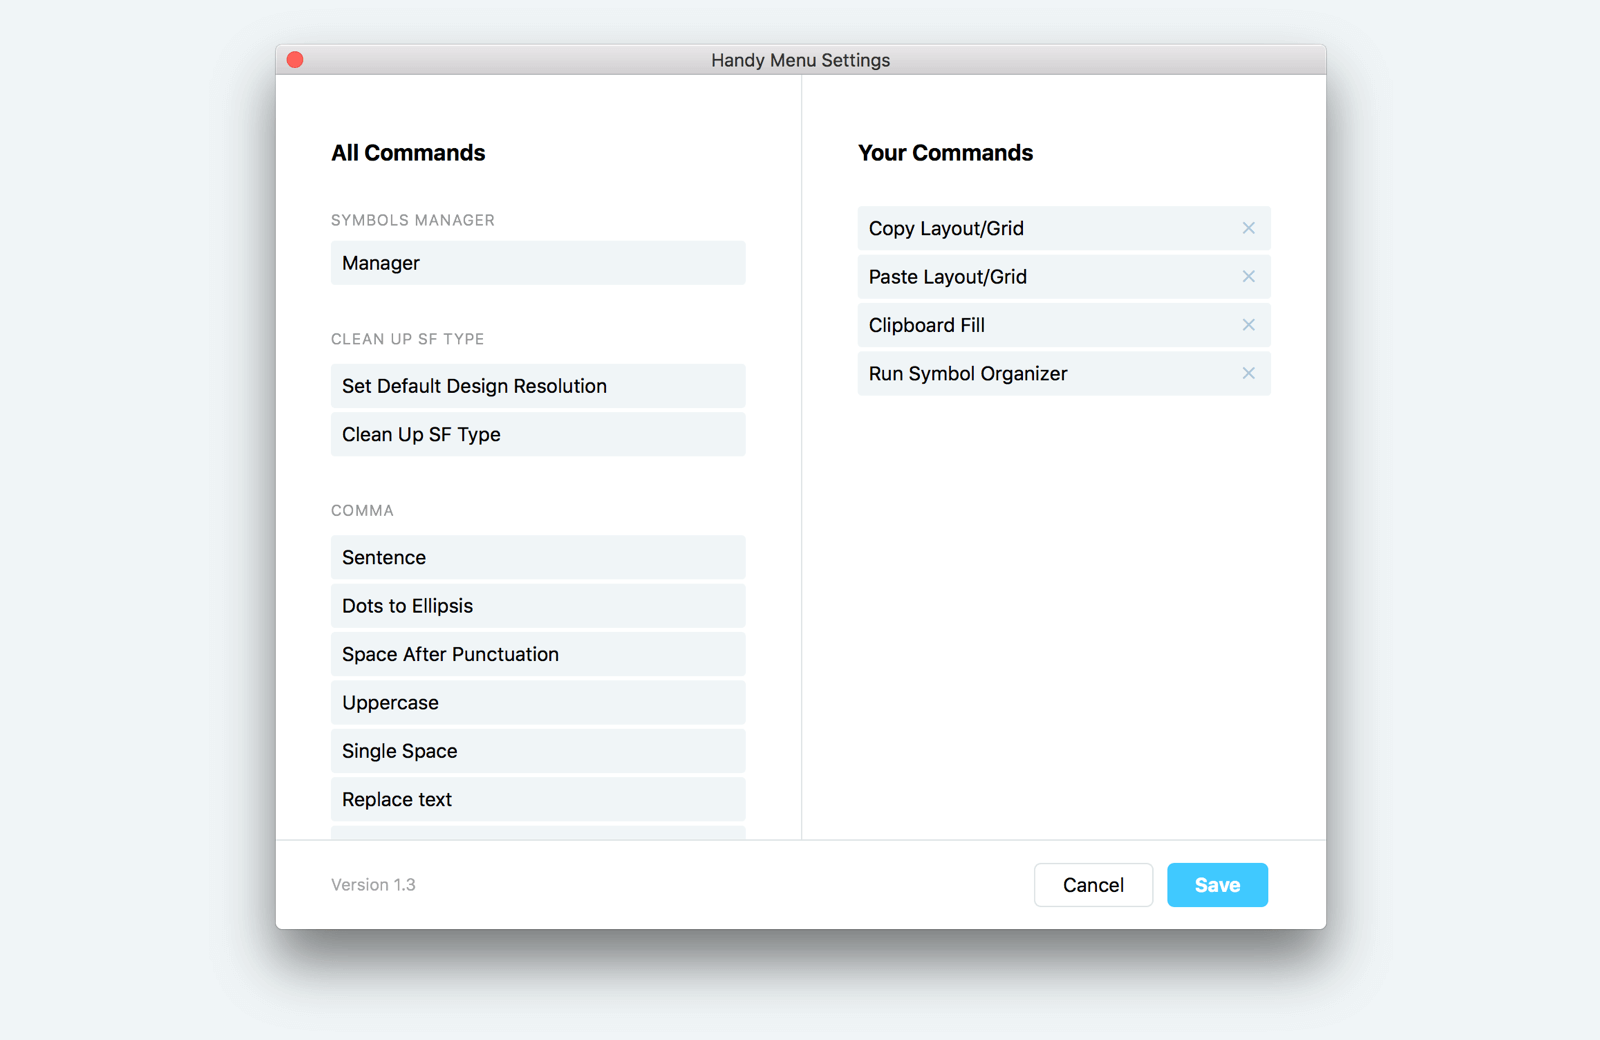 Handy Menu Settings
All Commands
SYMBOLS MANAGER
Manager
CLEAN UP SF TYPE
Set Default Design Resolution
Clean Up SF Type
COMMA
Sentence
Dots to Ellipsis
Space After Punctuation
Uppercase
Single Space
Replace text
Your Commands
Copy Layout/Grid
Paste Layout/Grid
Clipboard Fill
Run Symbol Organizer
Version 1.3
Cancel
Save